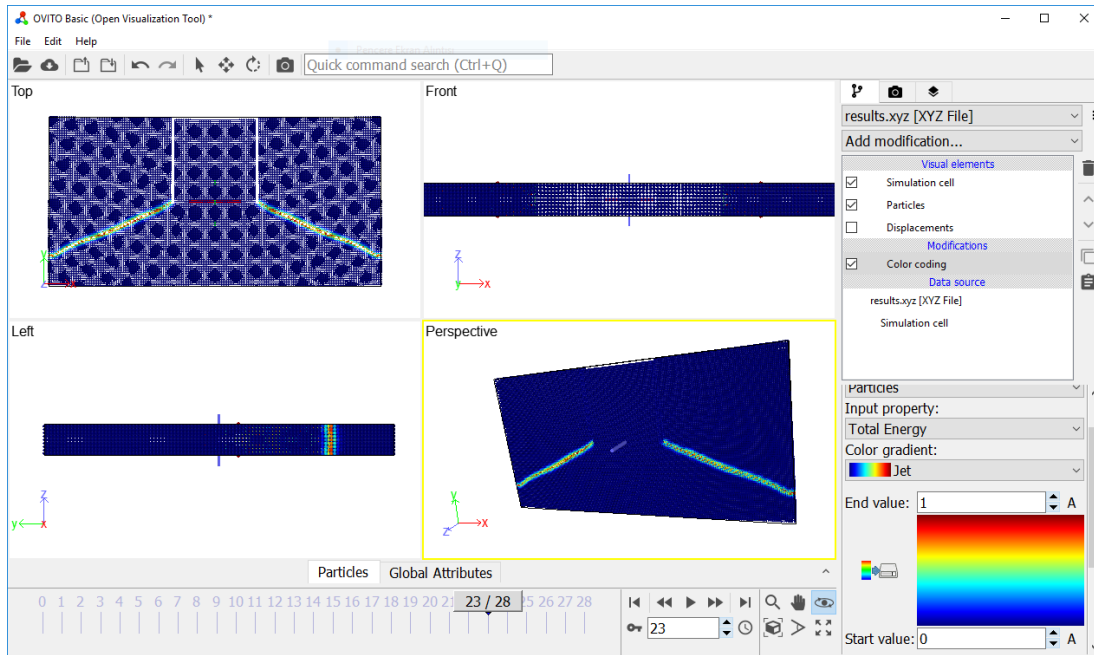 OVITO Basic (Open Visualization Tool) *
File Edit Help
Pencere Ekran Alıntısı
Quick command search (Ctrl+Q)
Top
y
z
x
Front
z
y
x
Left
z
y
x
Perspective
y
z
x
results.xyz [XYZ File]
Add modification...
Visual elements
Simulation cell
Particles
Displacements
Modifications
Color coding
Data source
results.xyz [XYZ File]
Simulation cell
Particles
Input property:
Total Energy
Color gradient:
Jet
End value: 1 A
Start value: 0 A
Particles Global Attributes
0 1 2 3 4 5 6 7 8 9 10 11 12 13 14 15 16 17 18 19 20 23 / 28 25 26 27 28
23